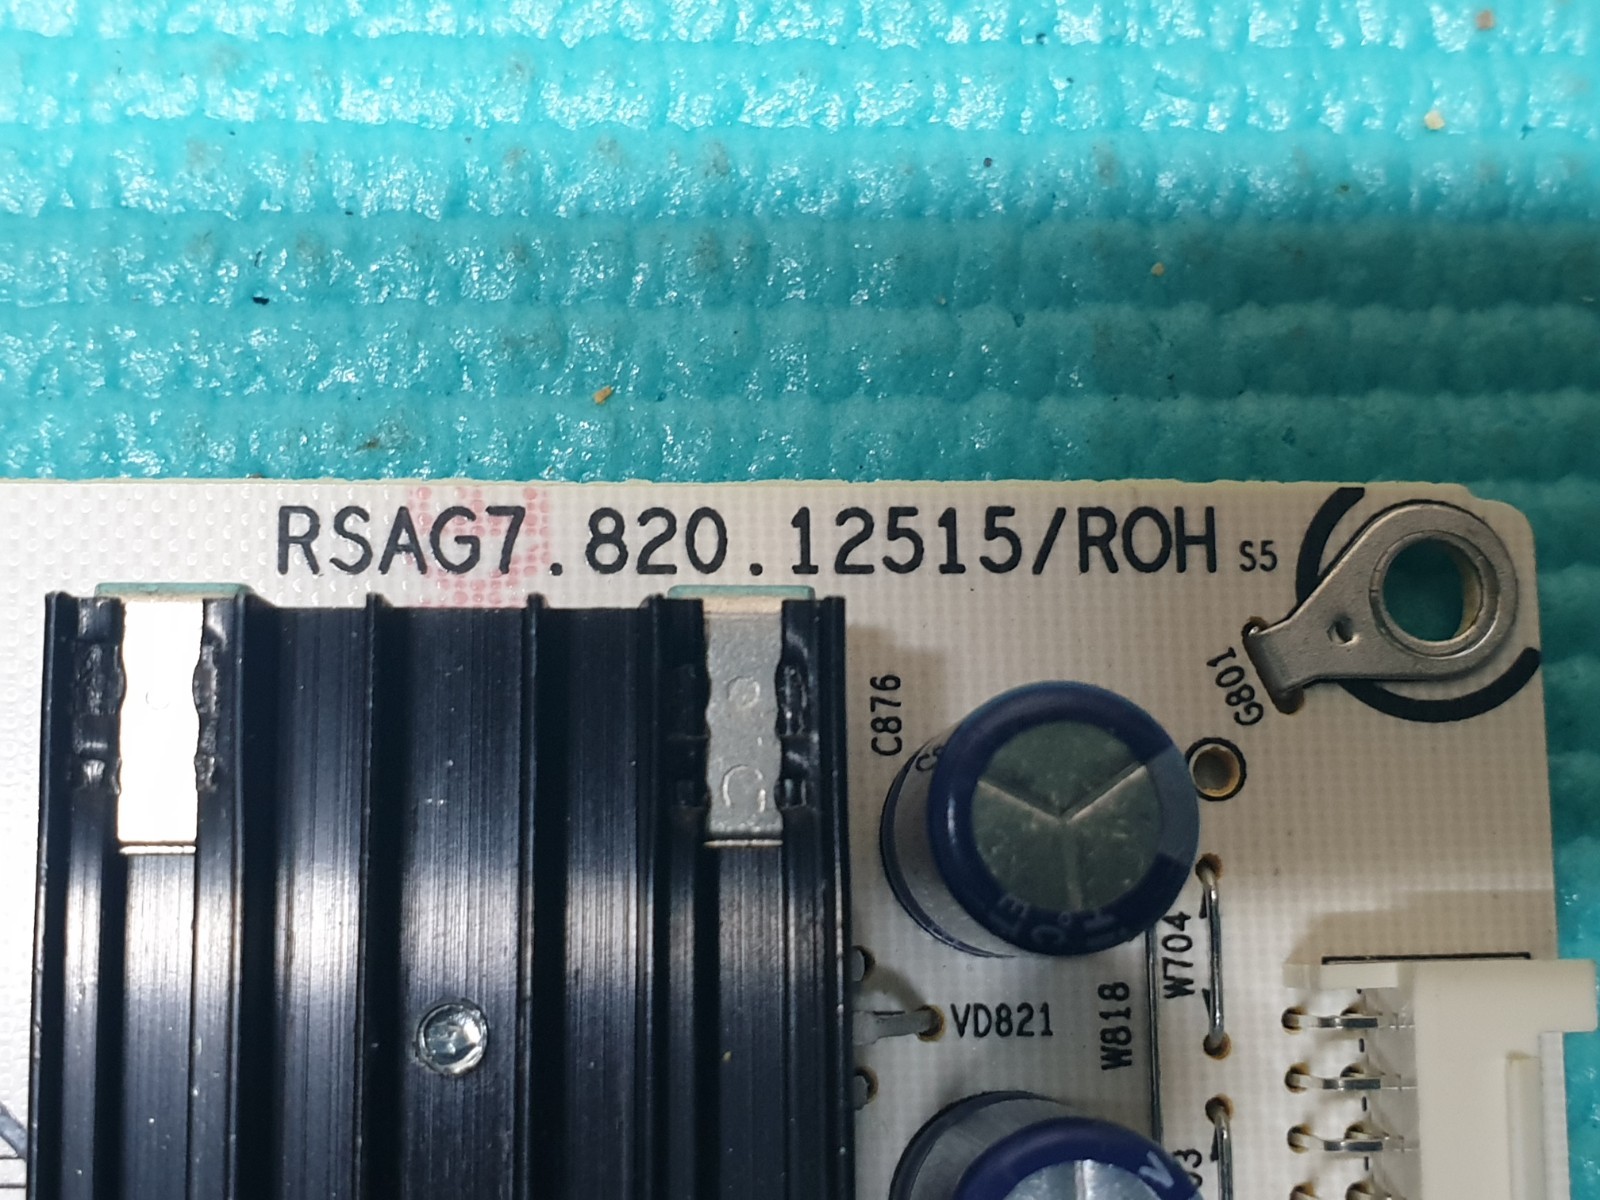 RSAG7.820.12515/ROH S5
G801
C876
W704
W818
VD821